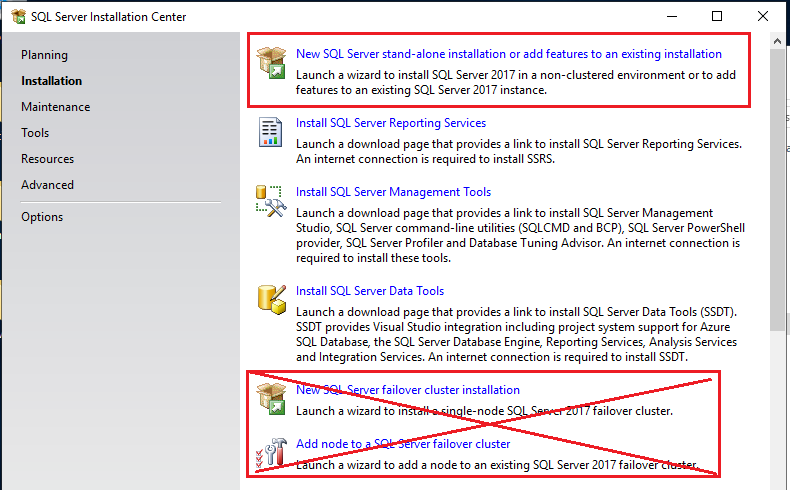 SQL Server Installation Center
Planning
Installation
Maintenance
Tools
Resources
Advanced
Options
New SQL Server stand-alone installation or add features to an existing installation
Launch a wizard to install SQL Server 2017 in a non-clustered environment or to add
features to an existing SQL Server 2017 instance.
Install SQL Server Reporting Services
Launch a download page that provides a link to install SQL Server Reporting Services.
An internet connection is required to install SSRS.
Install SQL Server Management Tools
Launch a download page that provides a link to install SQL Server Management
Studio, SQL Server command-line utilities (SQLCMD and BCP), SQL Server PowerShell
provider, SQL Server Profiler and Database Tuning Advisor. An internet connection is
required to install these tools.
Install SQL Server Data Tools
Launch a download page that provides a link to install SQL Server Data Tools (SSDT).
SSDT provides Visual Studio integration including project system support for Azure
SQL Database, the SQL Server Database Engine, Reporting Services, Analysis Services
and Integration Services. An internet connection is required to install SSDT.
New SQL Server failover cluster installation
Launch a wizard to install a single-node SQL Server 2017 failover cluster.
Add node to a SQL Server failover cluster
Launch a wizard to add a node to an existing SQL Server 2017 failover cluster.